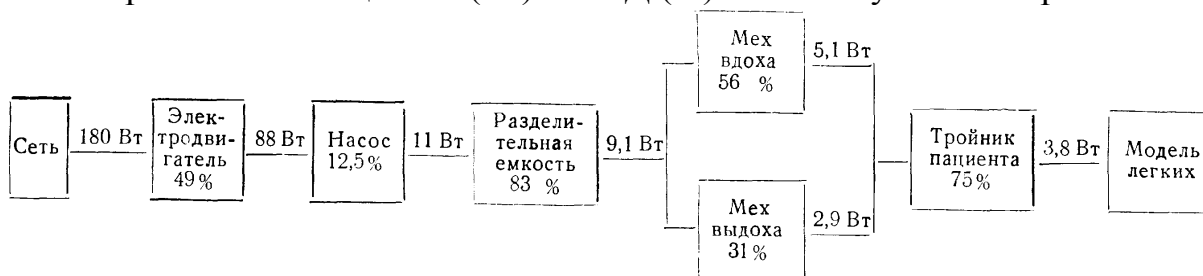 Сеть
180 Вт
Элек-
тродви-
гатель
49%
88 Вт
Насос
12,5%
11 Вт
Раздели-
тельная
емкость
83 %
9,1 Вт
Мех
вдоха
56 %
5,1 Вт
Мех
выдоха
31%
2,9 Вт
Тройник
пациента
75%
3,8 Вт
Модель
легких